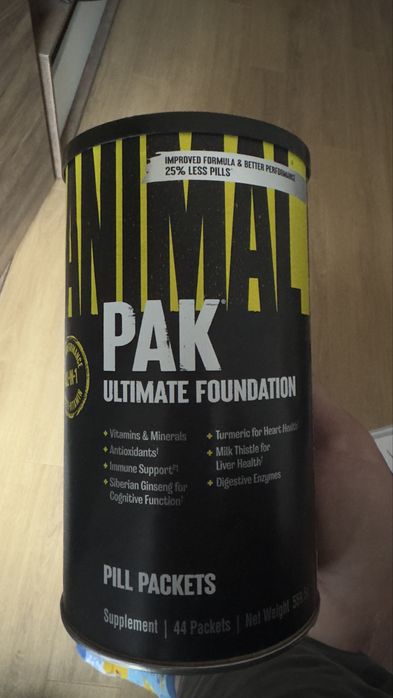 ANIMAL
IMPROVED FORMULA & BETTER PERFORMANCE
25% LESS PILLS*
PAK®
ULTIMATE FOUNDATION
Vitamins & Minerals
Antioxidants†
Immune Support
Siberian Ginseng for
Cognitive Function†
Turmeric for Heart Health†
Milk Thistle for
Liver Health†
Digestive Enzymes
PILL PACKETS
Supplement | 44 Packets | Net Weight